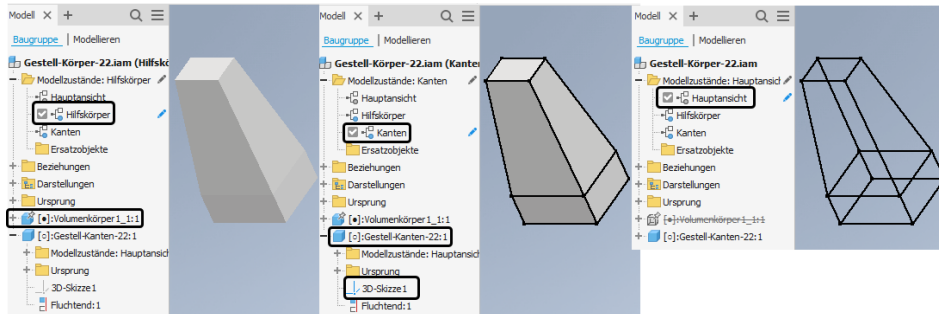 Modell × +
Baugruppe | Modellieren
Gestell-Körper-22.iam (Hilfskö
Modellzustände: Hilfskörper
Hauptansicht
Hilfskörper
Kanten
Ersatzobjekte
Beziehungen
Darstellungen
Ursprung
[●]:Volumenkörper1_1:1
[○]:Gestell-Kanten-22:1
Modellzustände: Hauptansich
Ursprung
3D-Skizze1
Fluchtend:1
Model × +
Baugruppe | Modellieren
Gestell-Körper-22.iam (Kanten
Modellzustände: Kanten
Hauptansicht
Hilfskörper
Kanten
Ersatzobjekte
Beziehungen
Darstellungen
Ursprung
[●]:Volumenkörper1_1:1
[○]:Gestell-Kanten-22:1
Modellzustände: Hauptansich
Ursprung
3D-Skizze1
Fluchtend:1
Modell × +
Baugruppe | Modellieren
Gestell-Körper-22.iam
Modellzustände: Hauptansich
Hauptansicht
Hilfskörper
Kanten
Ersatzobjekte
Beziehungen
Darstellungen
Ursprung
[●]:Volumenkörper1_1:1
[○]:Gestell-Kanten-22:1